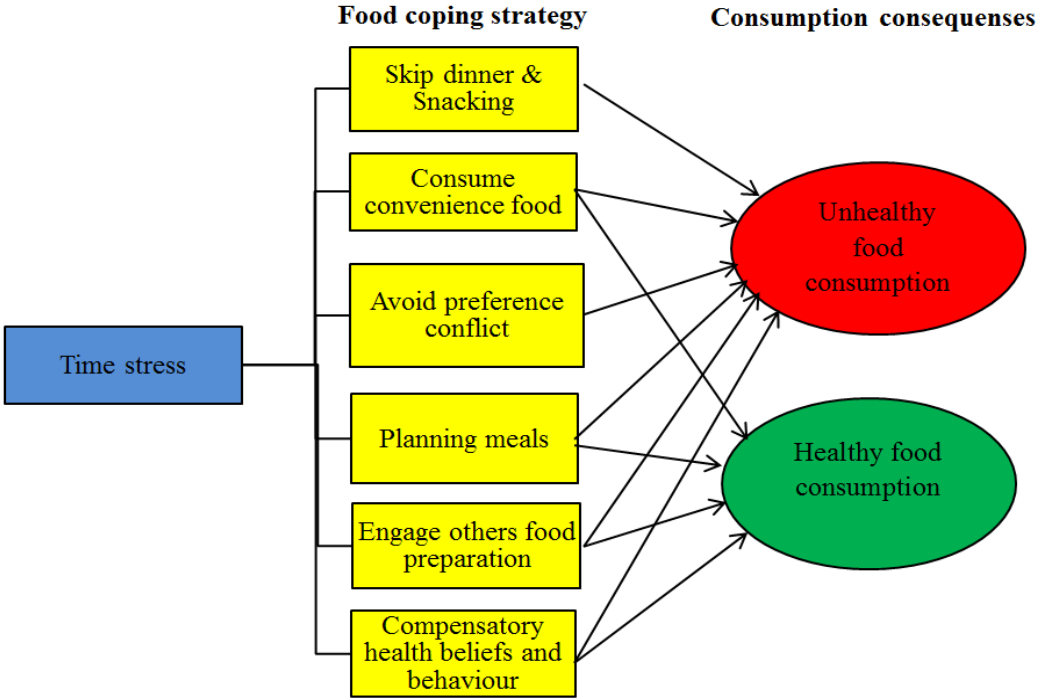 Food coping strategy
Consumption consequenses
Skip dinner &
Snacking
Consume
convenience food
Avoid preference
conflict
Time stress
Planning meals
Engage others food
preparation
Compensatory
health beliefs and
behaviour
Unhealthy
food
consumption
Healthy food
consumption